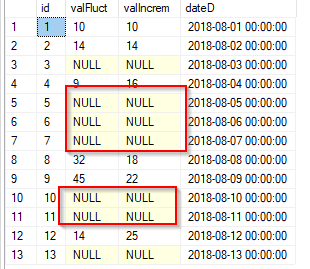 id valFluct valIncrem dateD
1 1 10 10 2018-08-01 00:00:00
2 2 14 14 2018-08-02 00:00:00
3 3 NULL NULL 2018-08-03 00:00:00
4 4 9 16 2018-08-04 00:00:00
5 5 NULL NULL 2018-08-05 00:00:00
6 6 NULL NULL 2018-08-06 00:00:00
7 7 NULL NULL 2018-08-07 00:00:00
8 8 32 18 2018-08-08 00:00:00
9 9 45 22 2018-08-09 00:00:00
10 10 NULL NULL 2018-08-10 00:00:00
11 11 NULL NULL 2018-08-11 00:00:00
12 12 14 25 2018-08-12 00:00:00
13 13 NULL NULL 2018-08-13 00:00:00